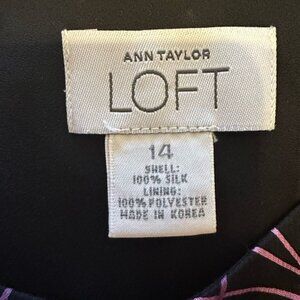 ANN TAYLOR
LOFT
14
SHELL:
100% SILK
LINING:
100% POLYESTER
MADE IN KOREA